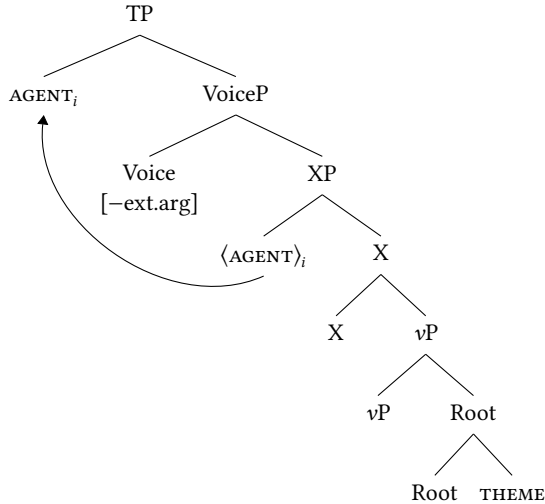 TP
AGENTᵢ VoiceP
Voice XP
[−ext.arg]
⟨AGENT⟩ᵢ X
X vP
vP Root
Root THEME